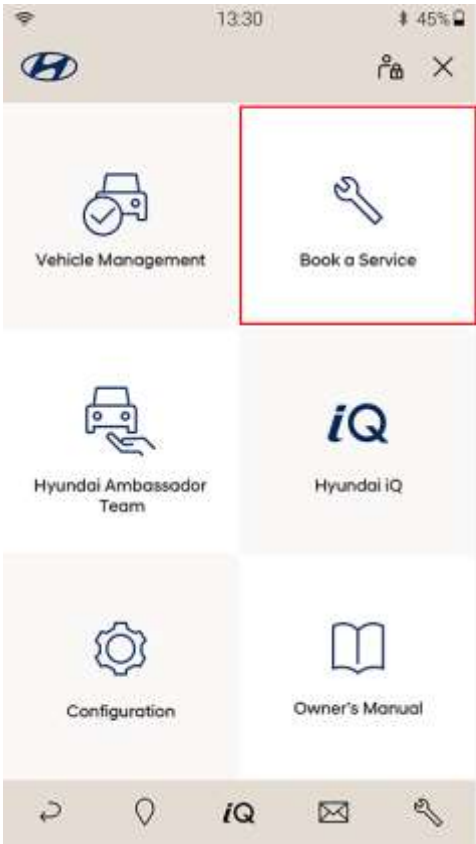 13:30
45%
Vehicle Management
Book a Service
Hyundai Ambassador
Team
iQ
Hyundai iQ
Configuration
Owner's Manual
iQ